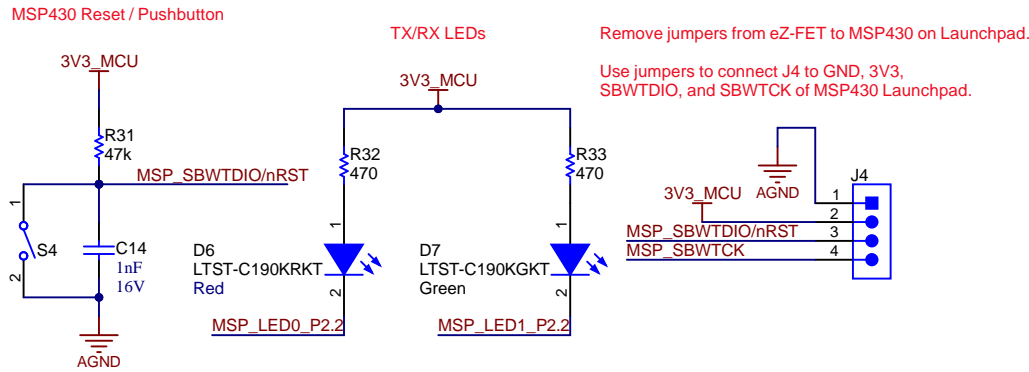 MSP430 Reset / Pushbutton
3V3_MCU
R31
47k
MSP_SBWTDIO/nRST
1
S4
2
C14
1nF
16V
AGND
TX/RX LEDs
3V3_MCU
R32
470
1
D6
LTST-C190KRKT
Red
2
MSP_LED0_P2.2
R33
470
1
D7
LTST-C190KGKT
Green
2
MSP_LED1_P2.2
Remove jumpers from eZ-FET to MSP430 on Launchpad.
Use jumpers to connect J4 to GND, 3V3,
SBWTDIO, and SBWTCK of MSP430 Launchpad.
AGND
J4
3V3_MCU
1
2
MSP_SBWTDIO/nRST
3
MSP_SBWTCK
4